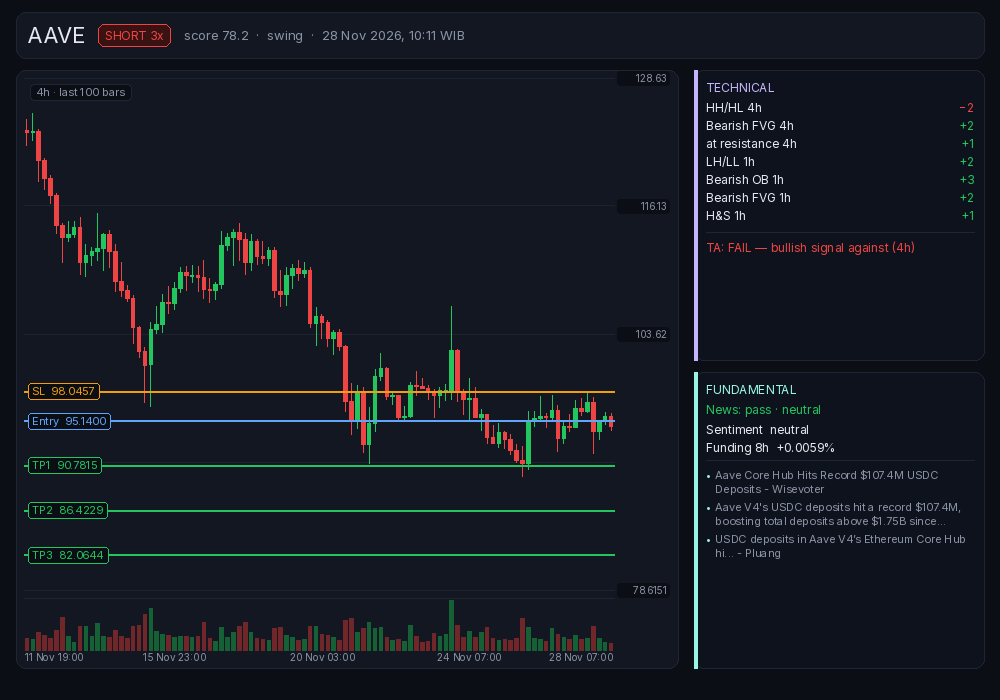 AAVE SHORT 3x score 78.2 · swing · 28 Nov 2026, 10:11 WIB
4h · last 100 bars
128.63
116.13
103.62
78.6151
SL 98.0457
Entry 95.1400
TP1 90.7815
TP2 86.4229
TP3 82.0644
11 Nov 19:00 15 Nov 23:00 20 Nov 03:00 24 Nov 07:00 28 Nov 07:00
TECHNICAL
HH/HL 4h −2
Bearish FVG 4h +2
at resistance 4h +1
LH/LL 1h +2
Bearish OB 1h +3
Bearish FVG 1h +2
H&S 1h +1
TA: FAIL — bullish signal against (4h)
FUNDAMENTAL
News: pass · neutral
Sentiment neutral
Funding 8h +0.0059%
• Aave Core Hub Hits Record $107.4M USDC
Deposits - Wisevoter
• Aave V4's USDC deposits hit a record $107.4M,
boosting total deposits above $1.75B since...
• USDC deposits in Aave V4's Ethereum Core Hub
hi... - Pluang